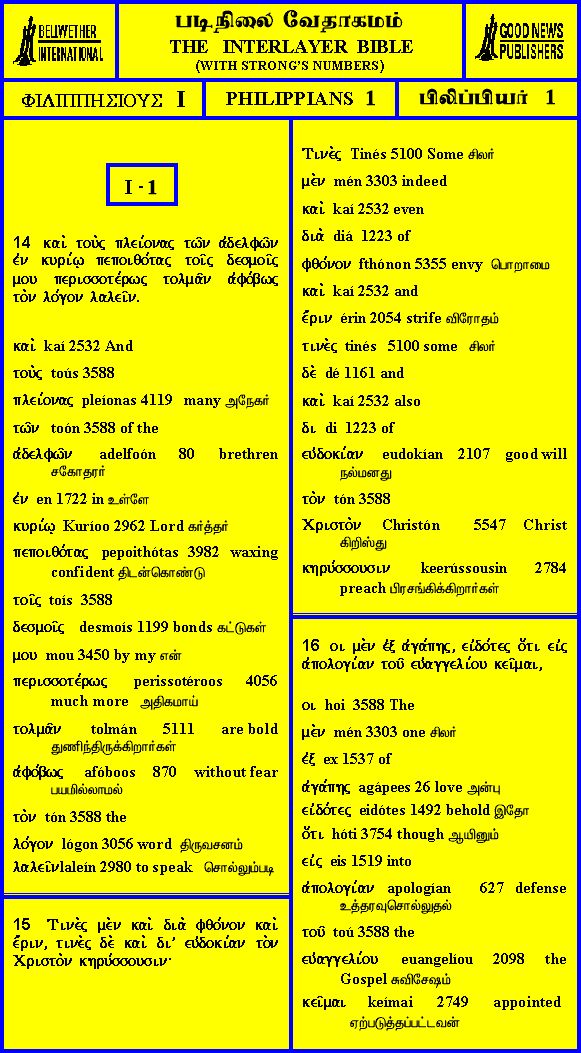 BELLWETHER
INTERNATIONAL
படிநிலை வேதாகமம்
THE INTERLAYER BIBLE
(WITH STRONG'S NUMBERS)
GOOD NEWS
PUBLISHERS
ΦΙΛΙΠΠΗΣΙΟΥΣ I
PHILIPPIANS 1
பிலிப்பியர் 1
I - 1
14 καὶ τοὺς πλείονας τῶν ἀδελφῶν
ἐν κυρίῳ πεποιθότας τοῖς δεσμοῖς
μου περισσοτέρως τολμᾶν ἀφόβως
τὸν λόγον λαλεῖν.
καὶ kaí 2532 And
τοὺς toús 3588
πλείονας pleíonas 4119 many அநேகர்
τῶν toón 3588 of the
ἀδελφῶν adelfoón 80 brethren
சகோதரர்
ἐν en 1722 in உள்ளே
κυρίῳ Kuríoo 2962 Lord கர்த்தர்
πεποιθότας pepoithótas 3982 waxing
confident திடன்கொண்டு
τοῖς toís 3588
δεσμοῖς desmoís 1199 bonds கட்டுகள்
μου mou 3450 by my என்
περισσοτέρως perissotéroos 4056
much more அதிகமாய்
τολμᾶν tolmán 5111 are bold
துணிந்திருக்கிறார்கள்
ἀφόβως afóboos 870 without fear
பயமில்லாமல்
τὸν tón 3588 the
λόγον lógon 3056 word திருவசனம்
λαλεῖν laleín 2980 to speak சொல்லும்படி
15 Τινὲς μὲν καὶ διὰ φθόνον καὶ
ἔριν, τινὲς δὲ καὶ δι' εὐδοκίαν τὸν
Χριστὸν κηρύσσουσιν·
Τινὲς Tinés 5100 Some சிலர்
μὲν mén 3303 indeed
καὶ kaí 2532 even
διὰ diá 1223 of
φθόνον fthónon 5355 envy பொறாமை
καὶ kaí 2532 and
ἔριν érin 2054 strife விரோதம்
τινὲς tinés 5100 some சிலர்
δὲ dé 1161 and
καὶ kaí 2532 also
δι di 1223 of
εὐδοκίαν eudokían 2107 good will
நல்மனது
τὸν tón 3588
Χριστὸν Christón 5547 Christ
கிறிஸ்து
κηρύσσουσιν keerússousin 2784
preach பிரசங்கிக்கிறார்கள்
16 οι μὲν ἐξ ἀγάπης, εἰδότες ὅτι εἰς
ἀπολογίαν τοῦ εὐαγγελίου κεῖμαι,
οι hoi 3588 The
μὲν mén 3303 one சிலர்
ἐξ ex 1537 of
ἀγάπης agápees 26 love அன்பு
εἰδότες eidótes 1492 behold இதோ
ὅτι hóti 3754 though ஆயினும்
εἰς eis 1519 into
ἀπολογίαν apologían 627 defense
உத்தரவுசொல்லுதல்
τοῦ toú 3588 the
εὐαγγελίου euangelíou 2098 the
Gospel சுவிசேஷம்
κεῖμαι keímai 2749 appointed
ஏற்படுத்தப்பட்டவன்